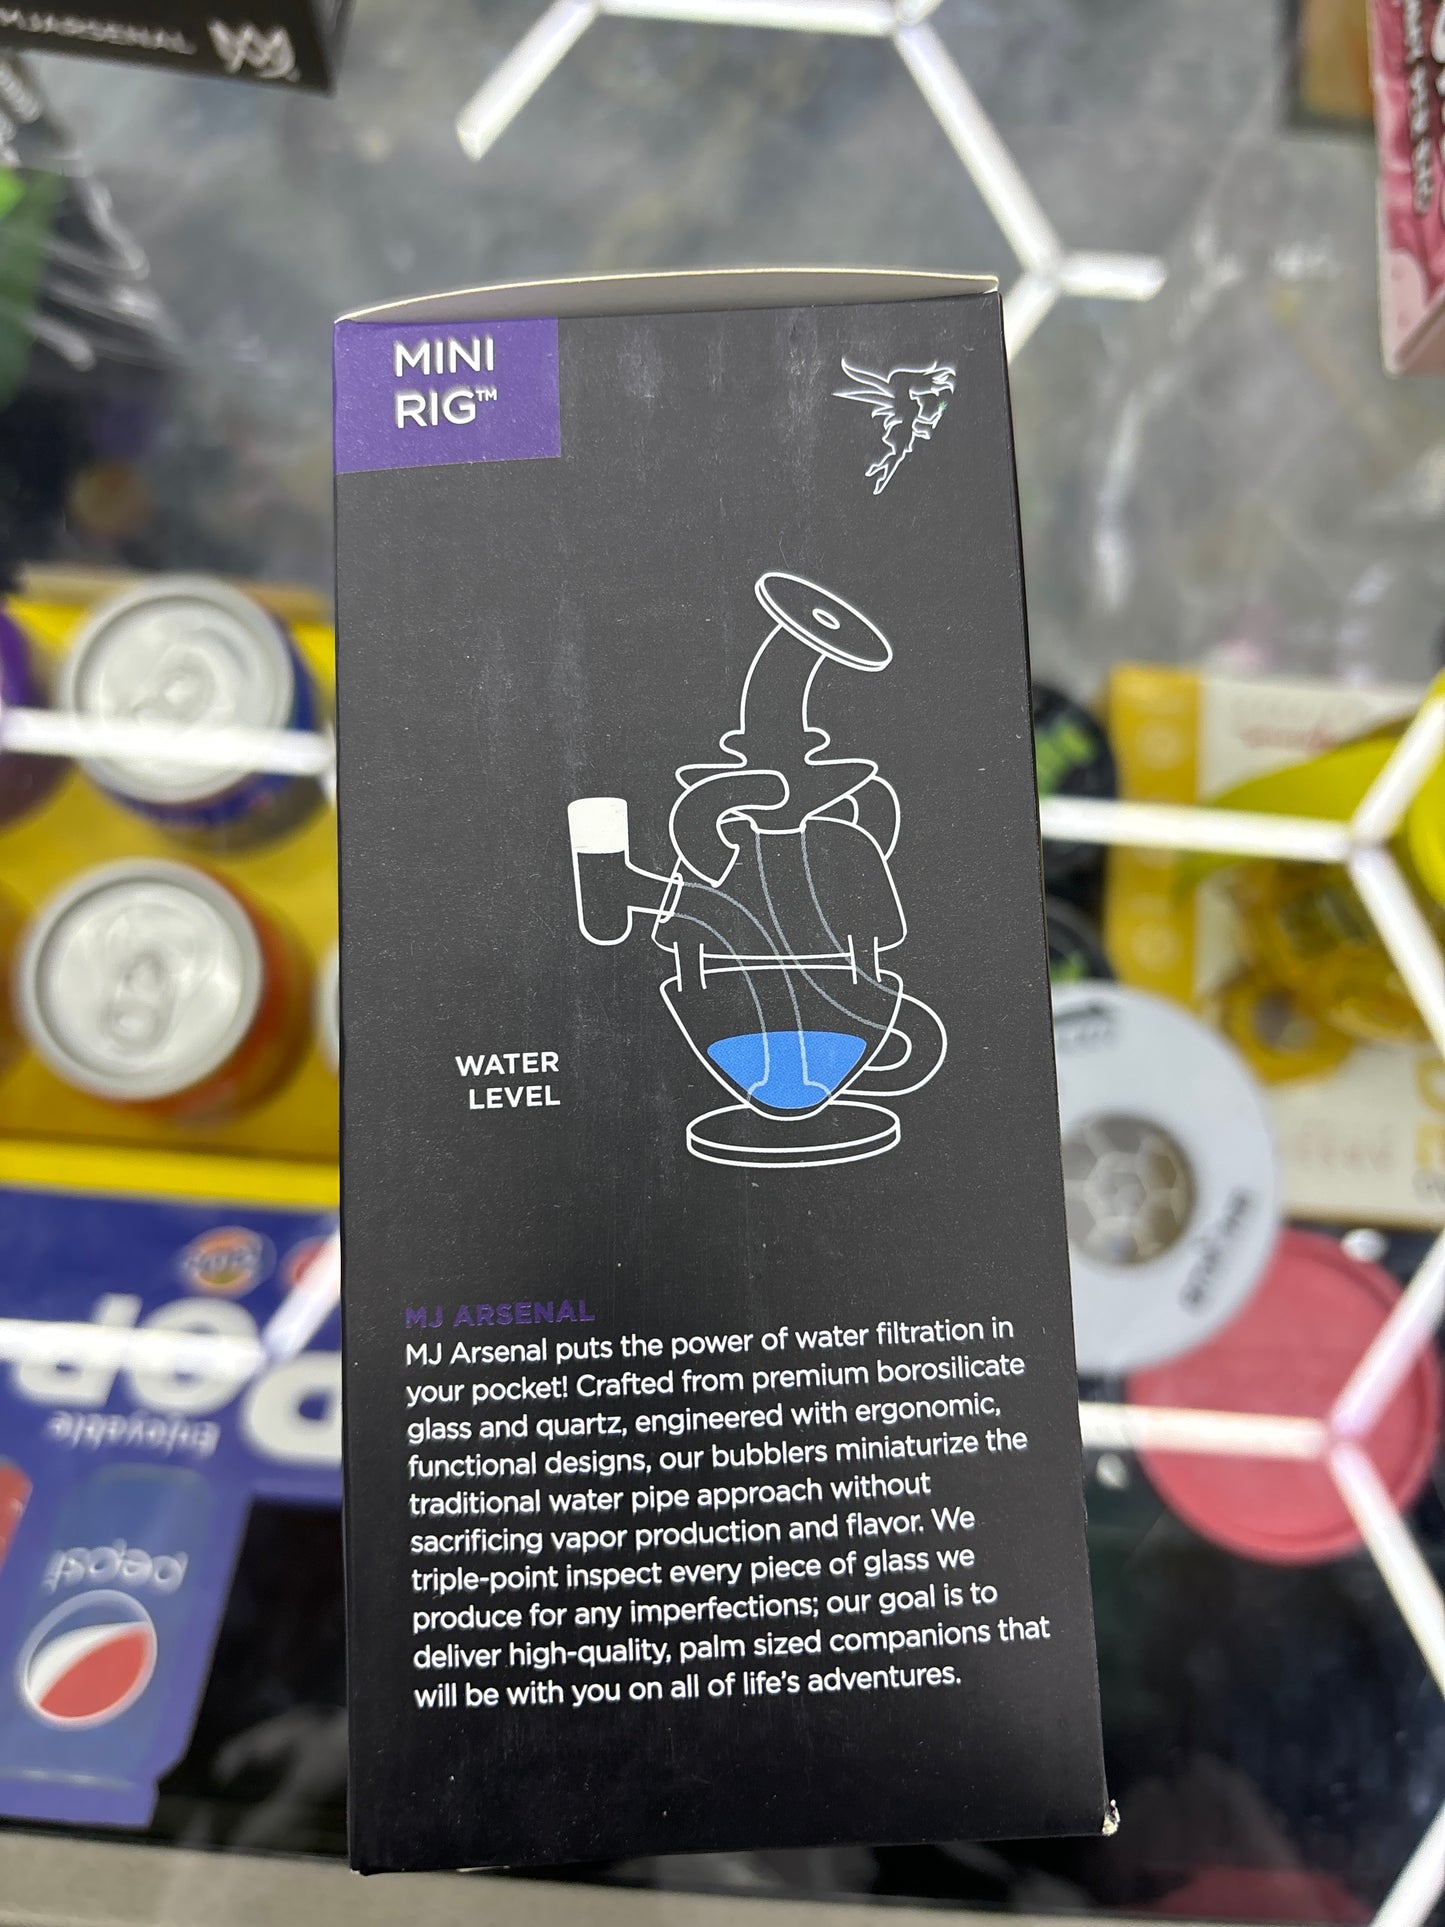 MJARSENAL
MINI
RIG™
WATER
LEVEL
MJ ARSENAL
MJ Arsenal puts the power of water filtration in
your pocket! Crafted from premium borosilicate
glass and quartz, engineered with ergonomic,
functional designs, our bubblers miniaturize the
traditional water pipe approach without
sacrificing vapor production and flavor. We
triple-point inspect every piece of glass we
produce for any imperfections; our goal is to
deliver high-quality, palm sized companions that
will be with you on all of life's adventures.
Enjoyable
pepsi